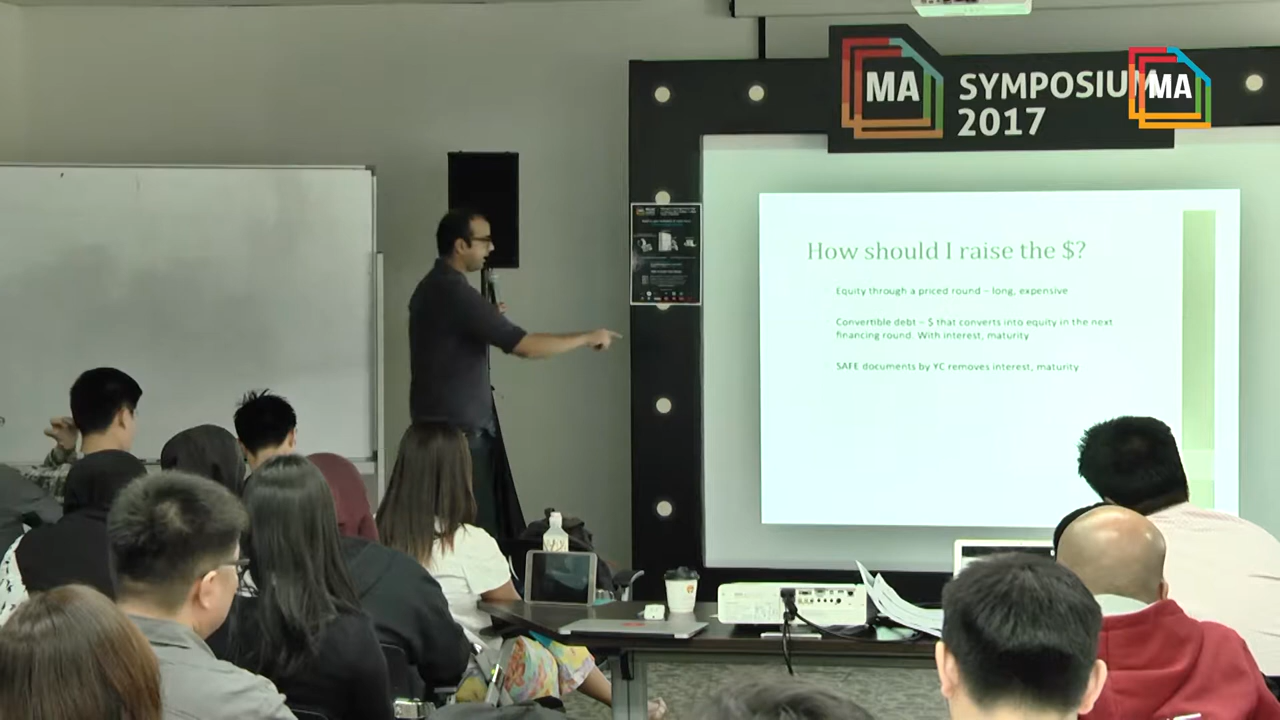 MA
SYMPOSIUM
2017
MA
How should I raise the $?
Equity through a priced round – long, expensive
Convertible debt – $ that converts into equity in the next
financing round. With interest, maturity
SAFE documents by YC removes interest, maturity